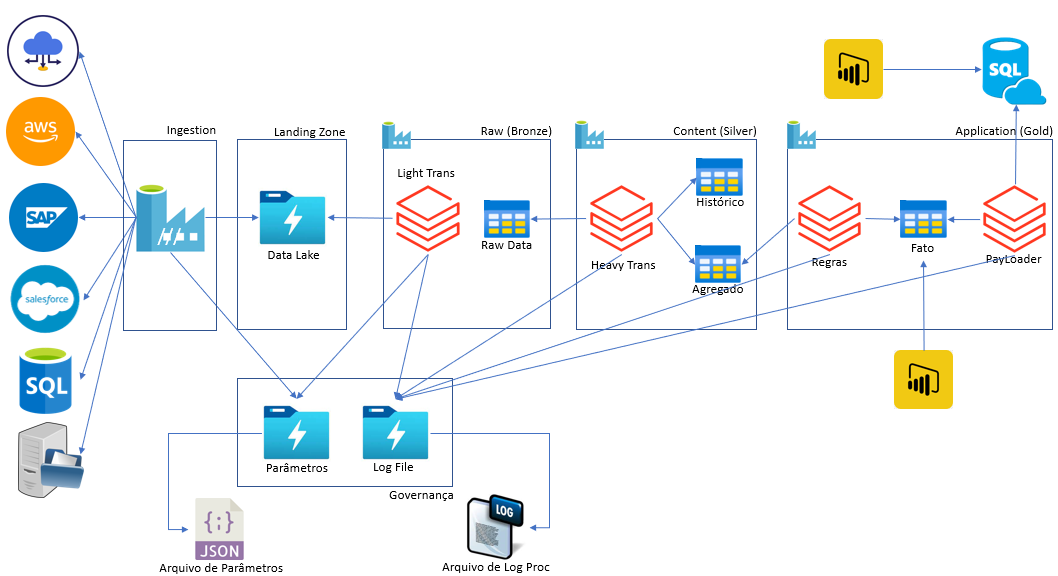 SQL
aws
Ingestion
Landing Zone
Raw (Bronze)
Content (Silver)
Application (Gold)
Light Trans
SAP
Histórico
Data Lake
Raw Data
Heavy Trans
Agregado
Regras
Fato
PayLoader
salesforce
SQL
Parâmetros
Log File
Governança
{;}
JSON
LOG
Arquivo de Parâmetros
Arquivo de Log Proc